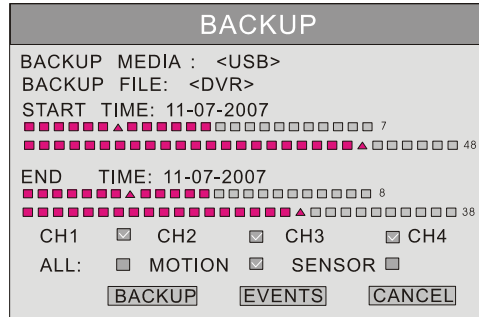 BACKUP
BACKUP MEDIA : <USB>
BACKUP FILE: <DVR>
START TIME: 11-07-2007
7
48
END TIME: 11-07-2007
8
38
CH1 CH2 CH3 CH4
ALL: MOTION SENSOR
BACKUP EVENTS CANCEL